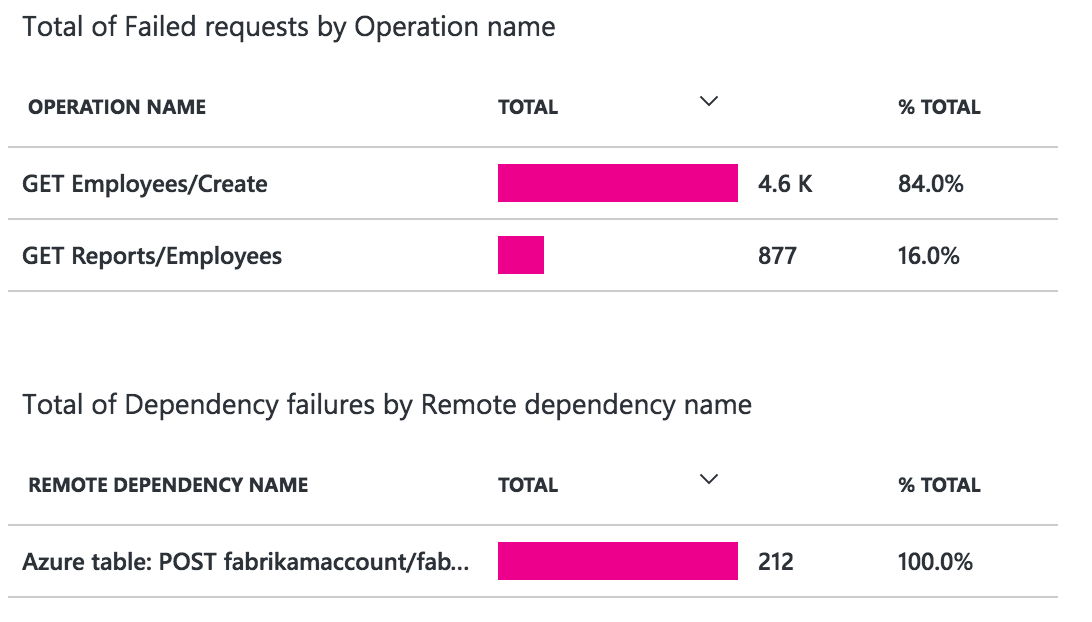 Total of Failed requests by Operation name
OPERATION NAME TOTAL % TOTAL
GET Employees/Create 4.6 K 84.0%
GET Reports/Employees 877 16.0%
Total of Dependency failures by Remote dependency name
REMOTE DEPENDENCY NAME TOTAL % TOTAL
Azure table: POST fabrikamaccount/fab... 212 100.0%